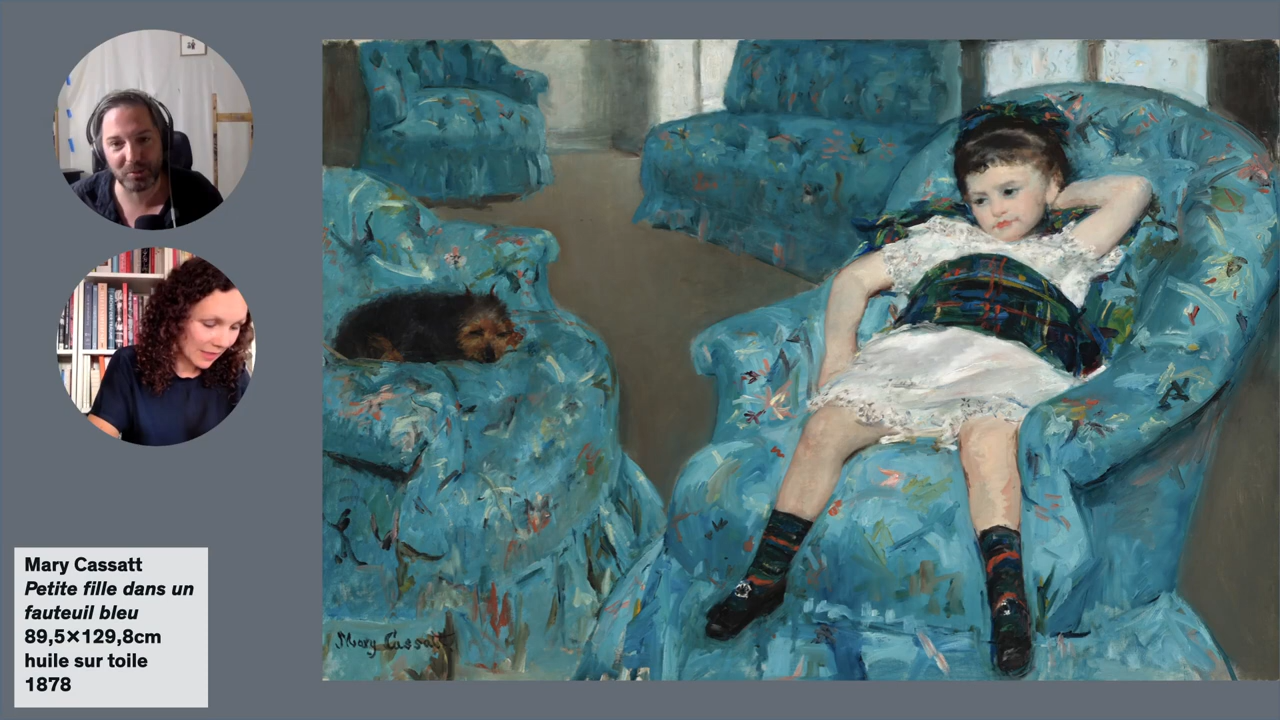 Mary Cassatt
Petite fille dans un
fauteuil bleu
89,5×129,8cm
huile sur toile
1878
Mary Cassatt